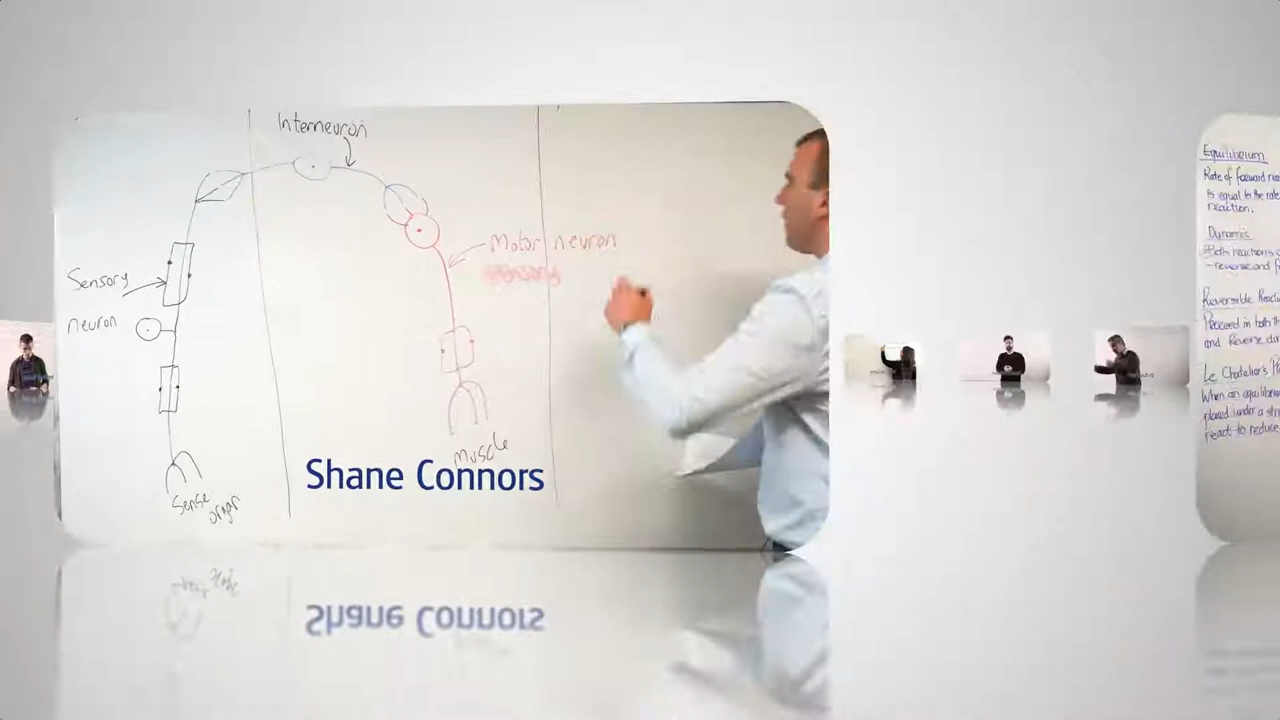 Interneuron
Sensory
neuron
Motor neuron
Muscle
Sense
organ
Shane Connors
Equilibrium
Rate of forward
is equal to the rate
reaction.
Dynamic
Both reactions
- reverse and
Reversible
Proceed in both
and Reverse
Le Chatelier's
When an equilibrium
placed under a
react to reduce